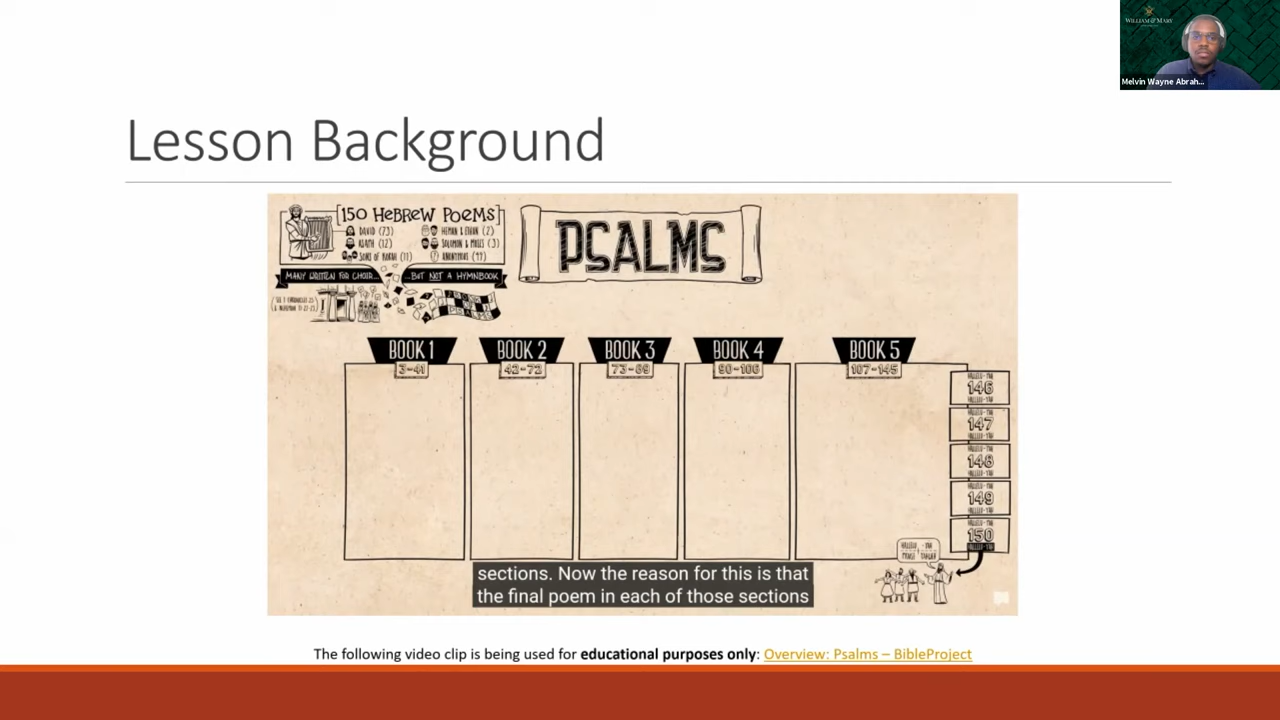 WILLIAM & MARY
Melvin Wayne Abrah...
Lesson Background
150 HEBREW POEMS
DAVID (73)
HEMAN & ETHAN (2)
ASAPH (12)
SOLOMON & MOSES (3)
SONS OF KORAH (11)
ANONYMOUS (49)
MANY WRITTEN FOR CHOIR...
...BUT NOT A HYMNBOOK
PSALMS
BOOK 1
BOOK 2
BOOK 3
BOOK 4
BOOK 5
3-41
42-72
73-89
90-106
107-145
146
147
148
149
150
sections. Now the reason for this is that
the final poem in each of those sections
The following video clip is being used for educational purposes only: Overview: Psalms – BibleProject